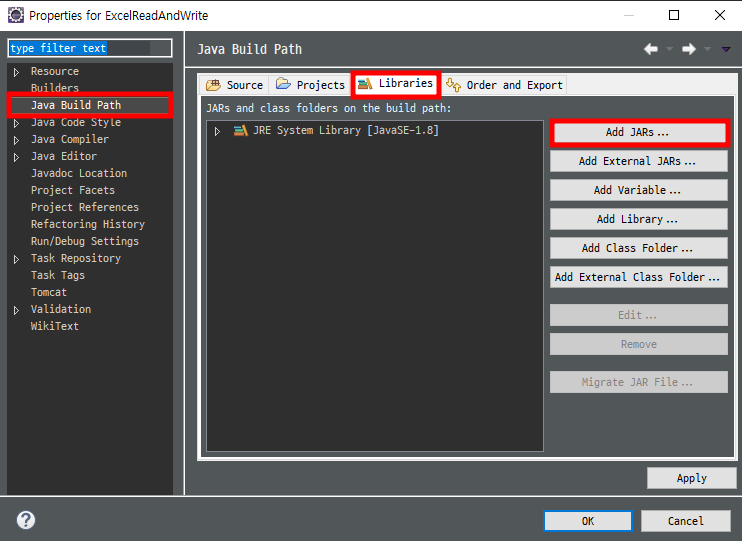 Properties for ExcelReadAndWrite
type filter text
Resource
Builders
Java Build Path
Java Code Style
Java Compiler
Java Editor
Javadoc Location
Project Facets
Project References
Refactoring History
Run/Debug Settings
Task Repository
Task Tags
Tomcat
Validation
WikiText
Java Build Path
Source
Projects
Libraries
Order and Export
JARs and class folders on the build path:
JRE System Library [JavaSE-1.8]
Add JARs...
Add External JARs...
Add Variable...
Add Library...
Add Class Folder...
Add External Class Folder...
Edit...
Remove
Migrate JAR File...
Apply
?
OK
Cancel